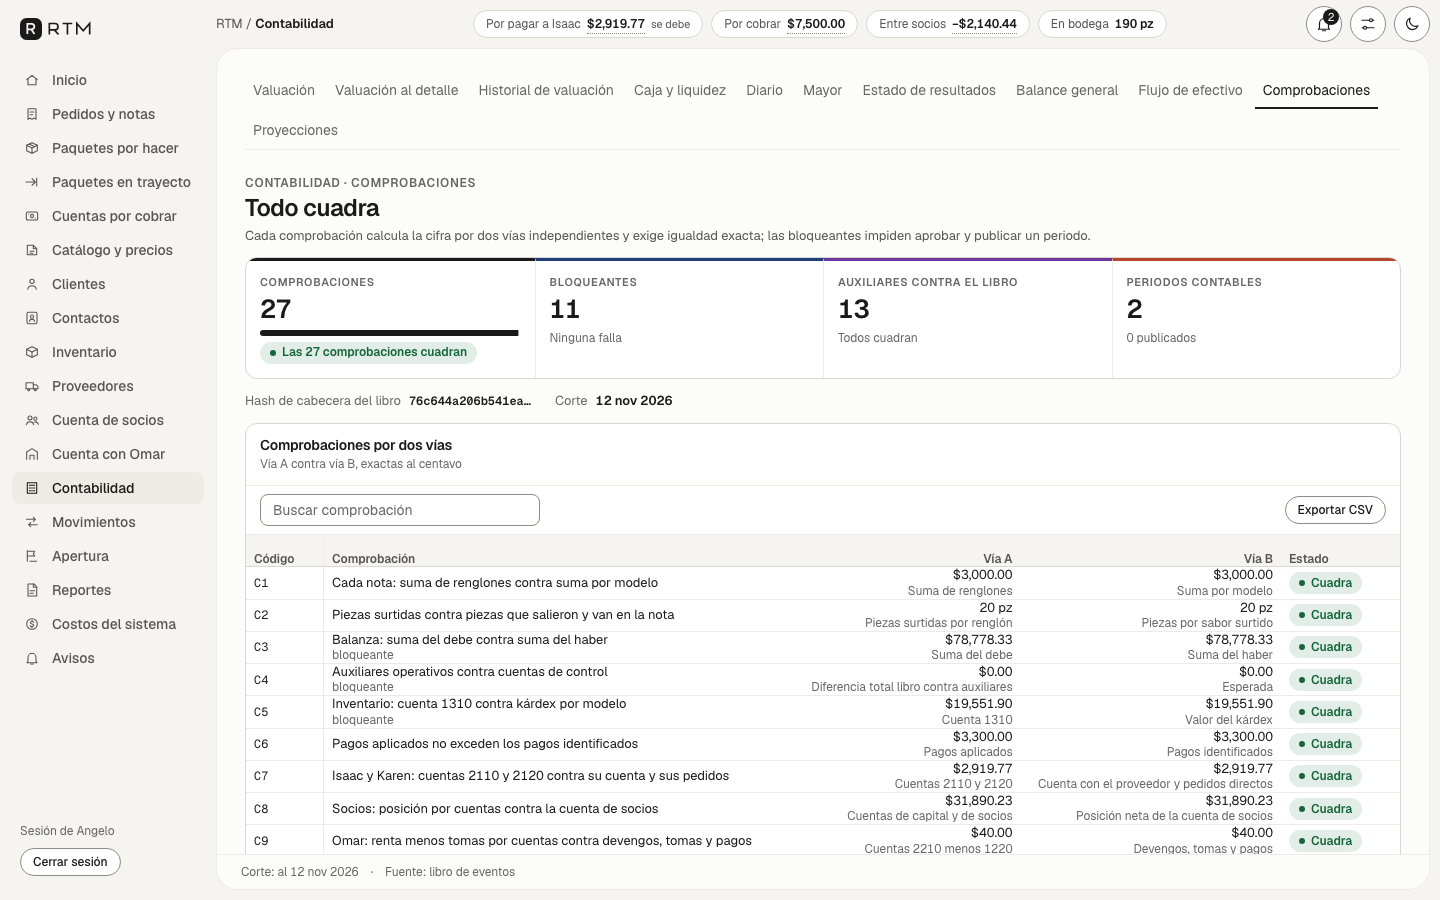 RTM
RTM / Contabilidad
Por pagar a Isaac $2,919.77 se debe
Por cobrar $7,500.00
Entre socios −$2,140.44
En bodega 190 pz
2
Inicio
Pedidos y notas
Paquetes por hacer
Paquetes en trayecto
Cuentas por cobrar
Catálogo y precios
Clientes
Contactos
Inventario
Proveedores
Cuenta de socios
Cuenta con Omar
Contabilidad
Movimientos
Apertura
Reportes
Costos del sistema
Avisos
Sesión de Angelo
Cerrar sesión
Valuación Valuación al detalle Historial de valuación Caja y liquidez Diario Mayor Estado de resultados Balance general Flujo de efectivo Comprobaciones
Proyecciones
CONTABILIDAD · COMPROBACIONES
Todo cuadra
Cada comprobación calcula la cifra por dos vías independientes y exige igualdad exacta; las bloqueantes impiden aprobar y publicar un periodo.
COMPROBACIONES
27
Las 27 comprobaciones cuadran
BLOQUEANTES
11
Ninguna falla
AUXILIARES CONTRA EL LIBRO
13
Todos cuadran
PERIODOS CONTABLES
2
0 publicados
Hash de cabecera del libro 76c644a206b541ea… Corte 12 nov 2026
Comprobaciones por dos vías
Vía A contra vía B, exactas al centavo
Buscar comprobación
Exportar CSV
Código Comprobación Vía A Vía B Estado
C1 Cada nota: suma de renglones contra suma por modelo $3,000.00 $3,000.00 Cuadra
Suma de renglones Suma por modelo
C2 Piezas surtidas contra piezas que salieron y van en la nota 20 pz 20 pz Cuadra
Piezas surtidas por renglón Piezas por sabor surtido
C3 Balanza: suma del debe contra suma del haber $78,778.33 $78,778.33 Cuadra
bloqueante Suma del debe Suma del haber
C4 Auxiliares operativos contra cuentas de control $0.00 $0.00 Cuadra
bloqueante Diferencia total libro contra auxiliares Esperada
C5 Inventario: cuenta 1310 contra kárdex por modelo $19,551.90 $19,551.90 Cuadra
bloqueante Cuenta 1310 Valor del kárdex
C6 Pagos aplicados no exceden los pagos identificados $3,300.00 $3,300.00 Cuadra
Pagos aplicados Pagos identificados
C7 Isaac y Karen: cuentas 2110 y 2120 contra su cuenta y sus pedidos $2,919.77 $2,919.77 Cuadra
Cuentas 2110 y 2120 Cuenta con el proveedor y pedidos directos
C8 Socios: posición por cuentas contra la cuenta de socios $31,890.23 $31,890.23 Cuadra
Cuentas de capital y de socios Posición neta de la cuenta de socios
C9 Omar: renta menos tomas por cuentas contra devengos, tomas y pagos $40.00 $40.00 Cuadra
Cuentas 2210 menos 1220 Devengos, tomas y pagos
Corte: al 12 nov 2026 · Fuente: libro de eventos